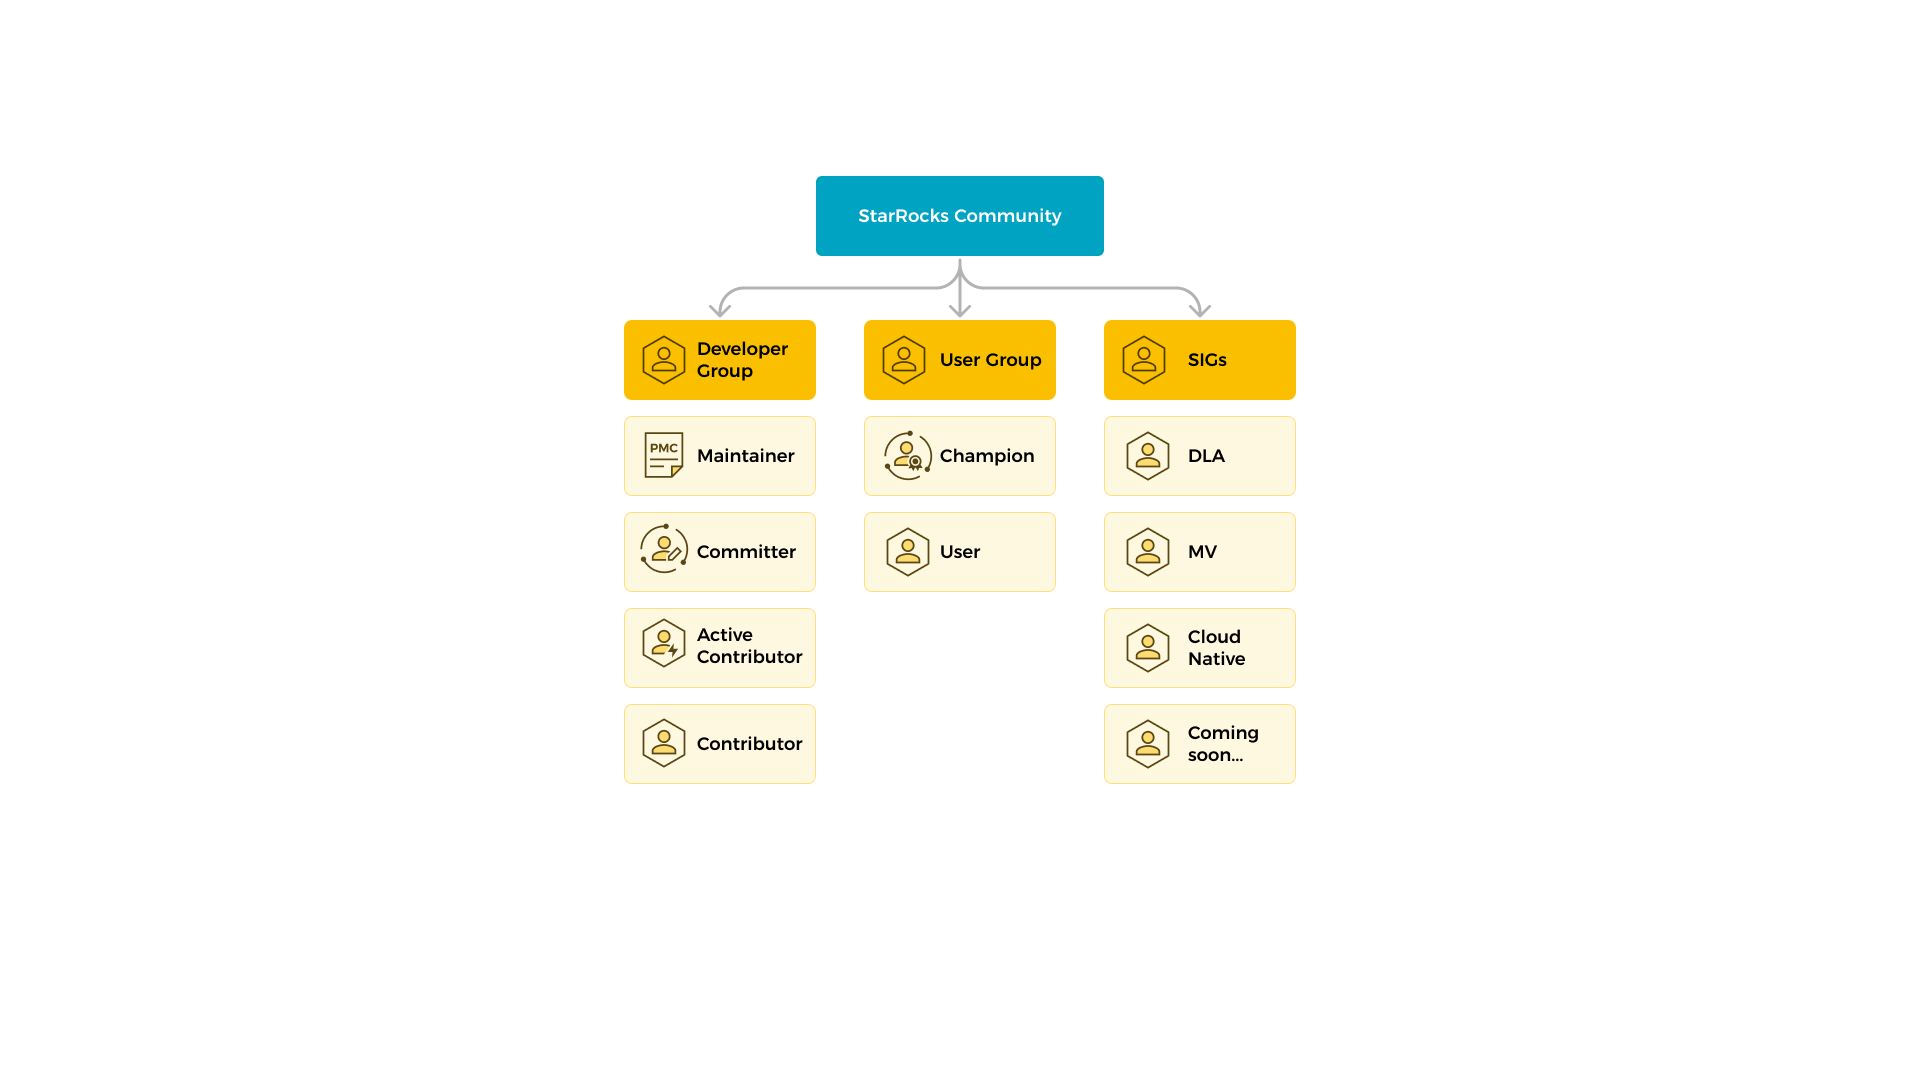 StarRocks Community
Developer
Group
Maintainer
PMC
Committer
Active
Contributor
Contributor
User Group
Champion
User
SIGs
DLA
MV
Cloud
Native
Coming
soon...